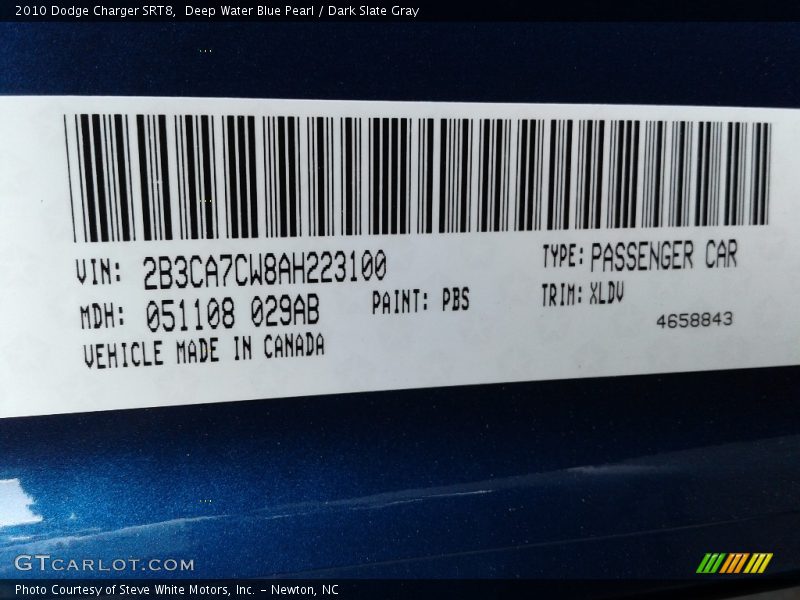 2010 Dodge Charger SRT8, Deep Water Blue Pearl / Dark Slate Gray
VIN: 2B3CA7CW8AH223100 TYPE: PASSENGER CAR
MDH: 051108 029AB PAINT: PBS TRIM: XLDV
VEHICLE MADE IN CANADA 4658843
GTCARLOT.COM
Photo Courtesy of Steve White Motors, Inc. – Newton, NC